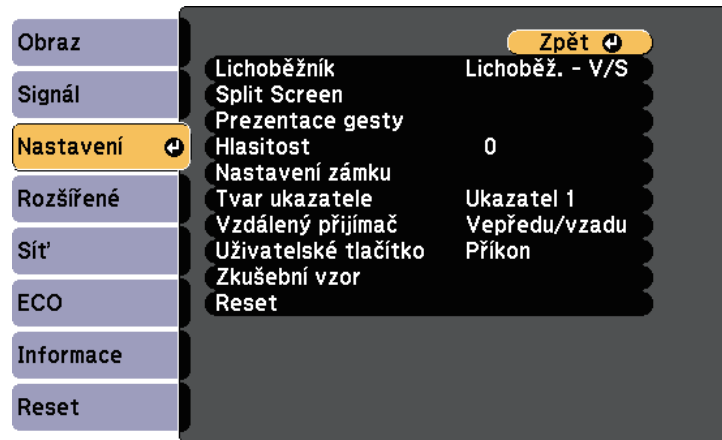 Obraz
Signál
Nastavení
Rozšířené
Síť
ECO
Informace
Reset
Zpět
Lichoběžník Lichoběž. - V/S
Split Screen
Prezentace gesty
Hlasitost 0
Nastavení zámku
Tvar ukazatele Ukazatel 1
Vzdálený přijímač Vepředu/vzadu
Uživatelské tlačítko Příkon
Zkušební vzor
Reset